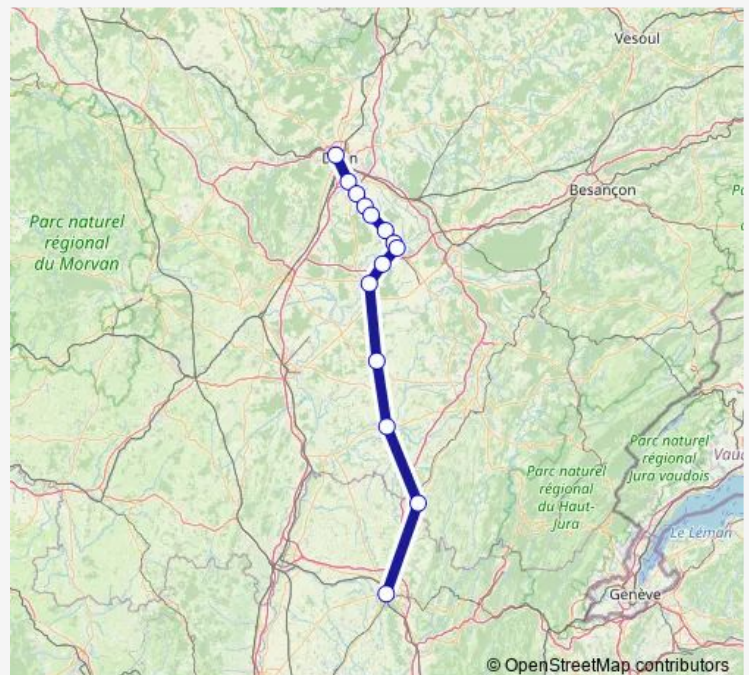 Vesoul
Besançon
Parc naturel
régional
du Morvan
Parc naturel
régional
Jura vaudois
Parc naturel
régional
du Haut-
Jura
Le Léman
Genève
© OpenStreetMap contributors